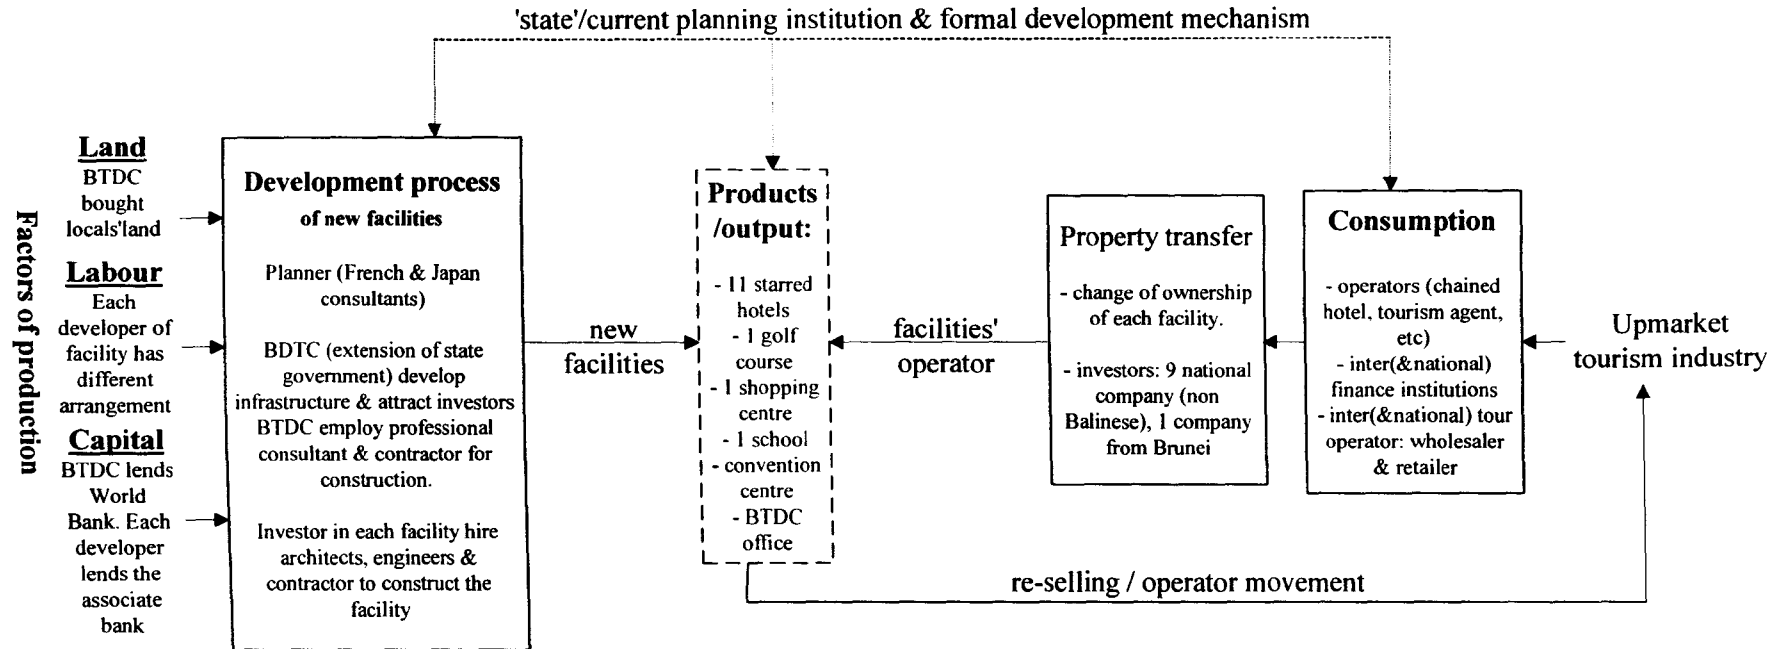 'state'/current planning institution & formal development mechanism
Factors of production
Land
BTDC
bought
locals'land
Labour
Each
developer of
facility has
different
arrangement
Capital
BTDC lends
World
Bank. Each
developer
lends the
associate
bank
Development process
of new facilities
Planner (French & Japan
consultants)
BDTC (extension of state
government) develop
infrastructure & attract investors
BTDC employ professional
consultant & contractor for
construction.
Investor in each facility hire
architects, engineers &
contractor to construct the
facility
new
facilities
Products
/output:
- 11 starred
hotels
- 1 golf
course
- 1 shopping
centre
- 1 school
- convention
centre
- BTDC
office
facilities'
operator
Property transfer
- change of ownership
of each facility.
- investors: 9 national
company (non
Balinese), 1 company
from Brunei
Consumption
- operators (chained
hotel, tourism agent,
etc)
- inter(&national)
finance institutions
- inter(&national) tour
operator: wholesaler
& retailer
Upmarket
tourism industry
re-selling / operator movement